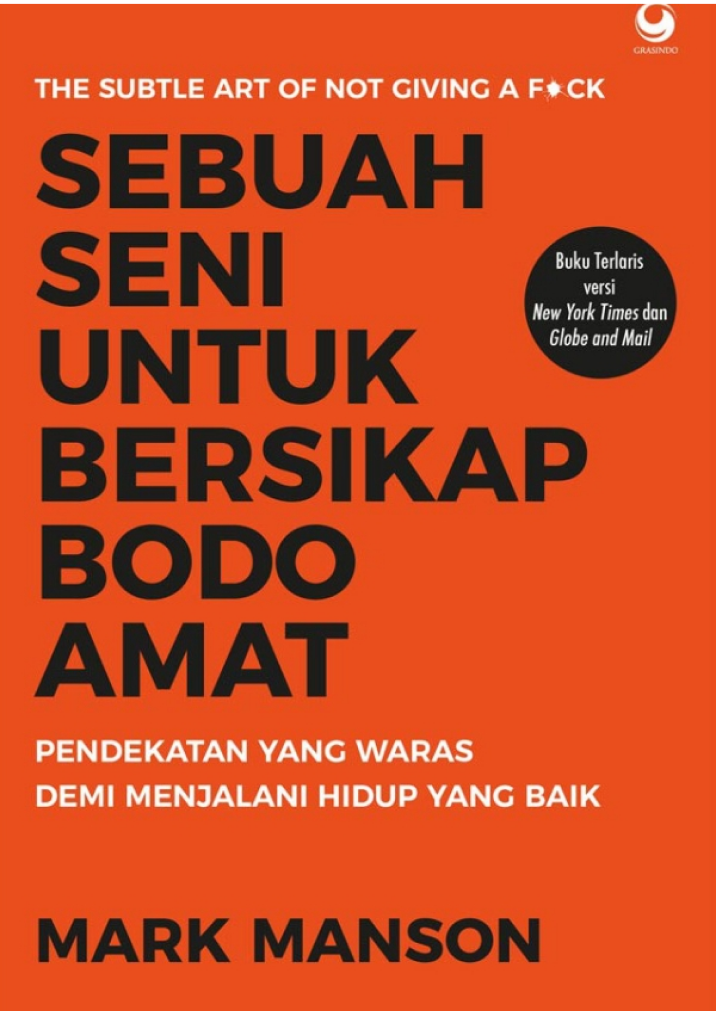 GRASINDO
THE SUBTLE ART OF NOT GIVING A F*CK
SEBUAH
SENI
UNTUK
BERSIKAP
BODO
AMAT
Buku Terlaris
versi
New York Times dan
Globe and Mail
PENDEKATAN YANG WARAS
DEMI MENJALANI HIDUP YANG BAIK
MARK MANSON